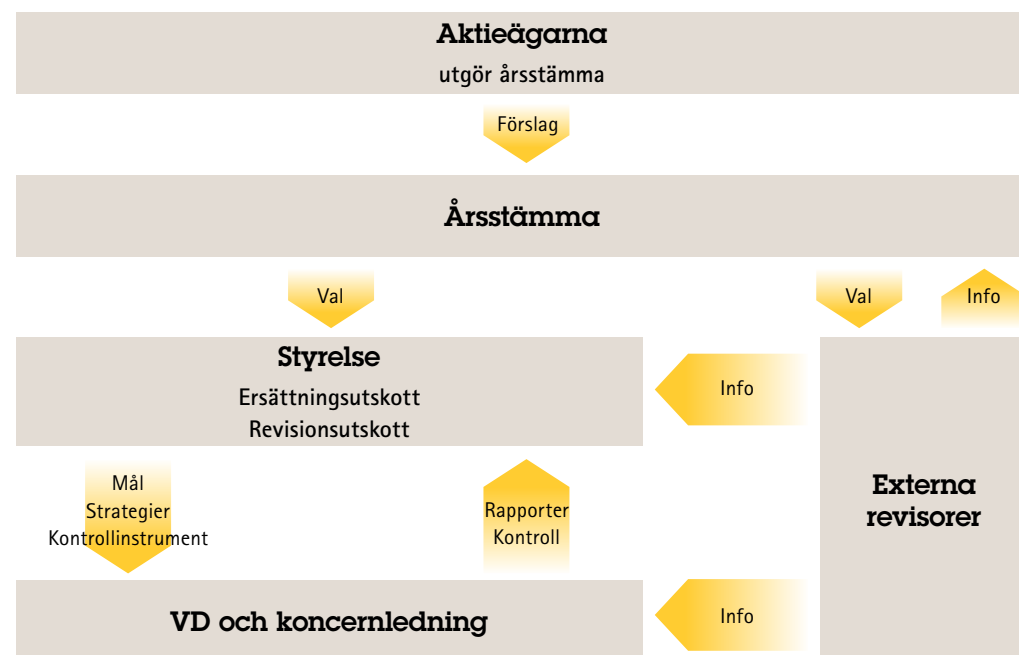 Aktieägarna
utgör årsstämma
Förslag
Årsstämma
Val
Val
Info
Styrelse
Ersättningsutskott
Revisionsutskott
Info
Mål
Strategier
Kontrollinstrument
Rapporter
Kontroll
Externa
revisorer
VD och koncernledning
Info